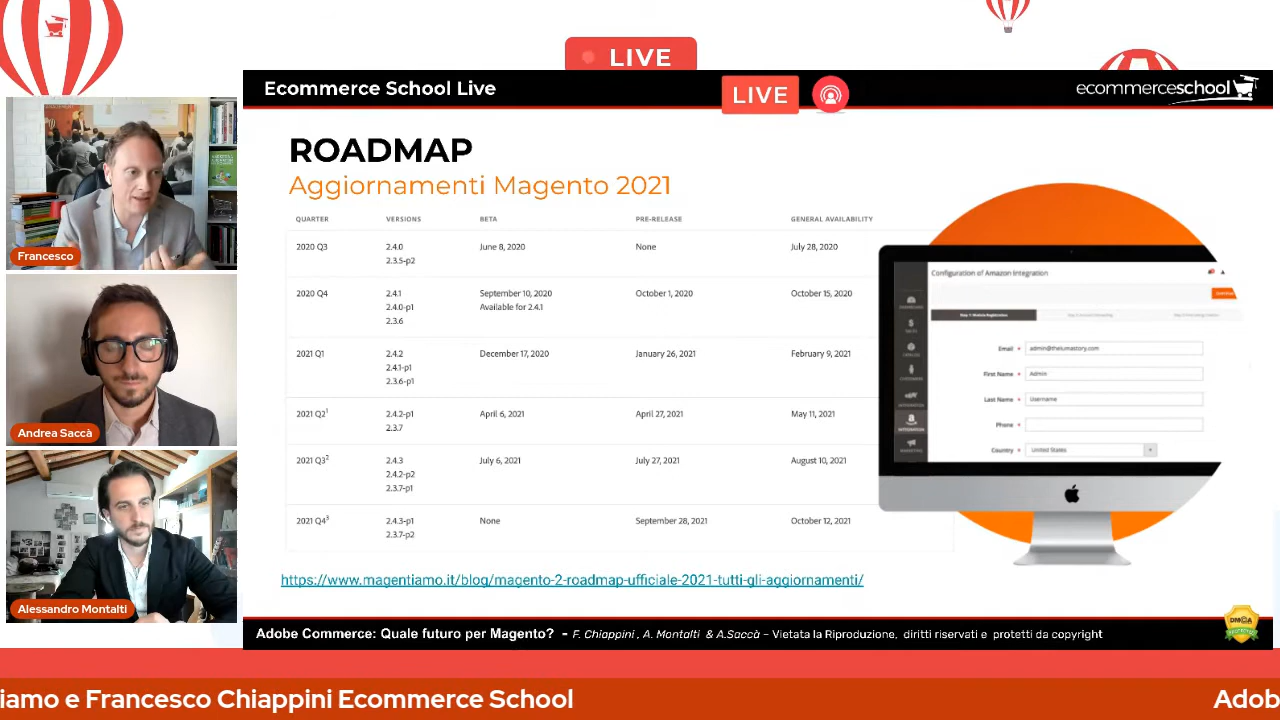 LIVE
Ecommerce School Live
LIVE
ecommerceschool
Francesco
Andrea Saccà
Alessandro Montalti
ROADMAP
Aggiornamenti Magento 2021
QUARTER VERSIONS BETA PRE-RELEASE GENERAL AVAILABILITY
2020 Q3 2.4.0 June 8, 2020 None July 28, 2020
2.3.5-p2
2020 Q4 2.4.1 September 10, 2020 October 1, 2020 October 15, 2020
2.4.0-p1 Available for 2.4.1
2.3.6
2021 Q1 2.4.2 December 17, 2020 January 26, 2021 February 9, 2021
2.4.1-p1
2.3.6-p1
2021 Q2¹ 2.4.2-p1 April 6, 2021 April 27, 2021 May 11, 2021
2.3.7
2021 Q3² 2.4.3 July 6, 2021 July 27, 2021 August 10, 2021
2.4.2-p2
2.3.7-p1
2021 Q4³ 2.4.3-p1 None September 28, 2021 October 12, 2021
2.3.7-p2
Configuration of Amazon Integration
Email * admin@thelumastory.com
First Name * Admin
Last Name * Username
Phone *
Country * United States
https://www.magentiamo.it/blog/magento-2-roadmap-ufficiale-2021-tutti-gli-aggiornamenti/
Adobe Commerce: Quale futuro per Magento? - F. Chiappini , A. Montalti & A.Saccà – Vietata la Riproduzione, diritti riservati e protetti da copyright
DMCA
iamo e Francesco Chiappini Ecommerce School
Adob